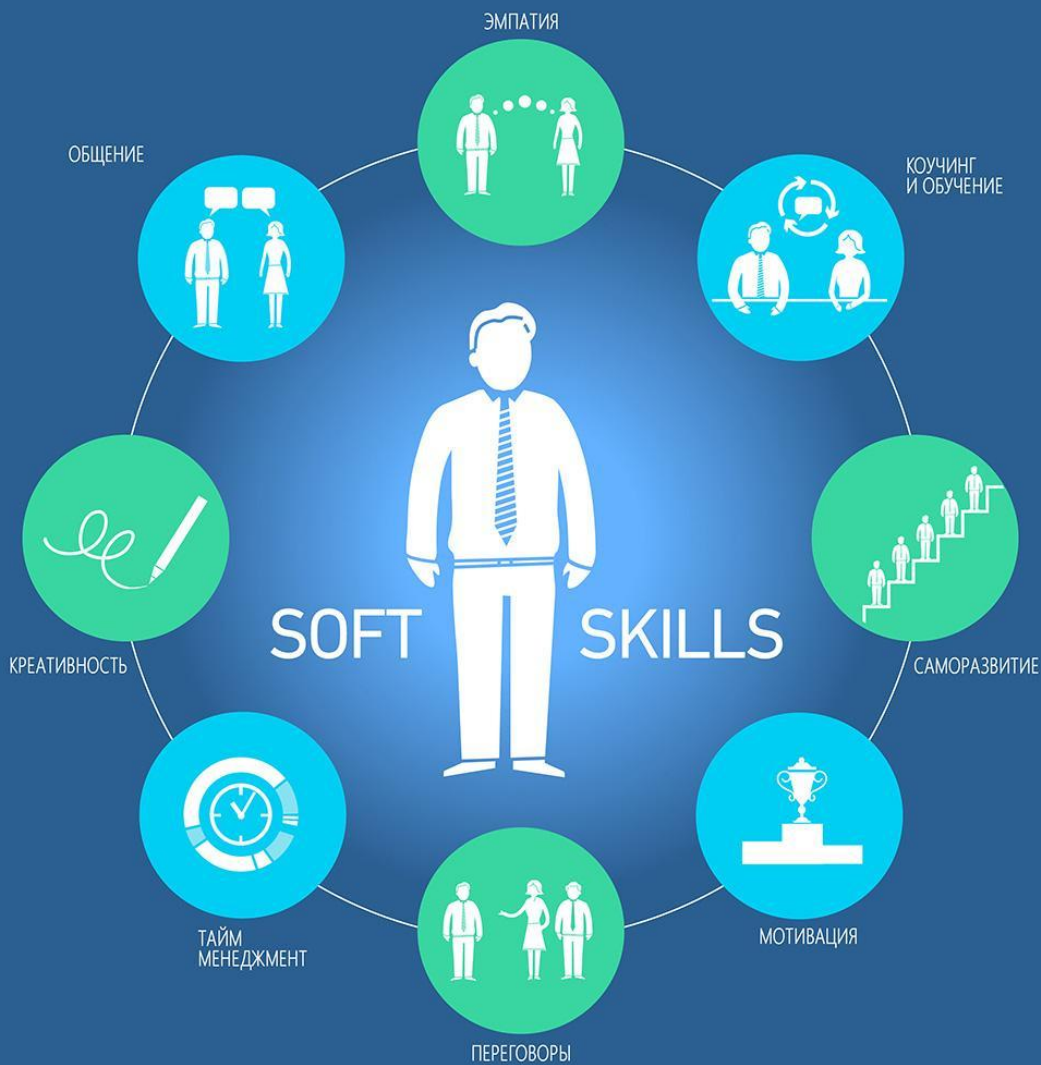 ЭМПАТИЯ
ОБЩЕНИЕ
КОУЧИНГ
И ОБУЧЕНИЕ
SOFT SKILLS
КРЕАТИВНОСТЬ
САМОРАЗВИТИЕ
ТАЙМ
МЕНЕДЖМЕНТ
МОТИВАЦИЯ
ПЕРЕГОВОРЫ